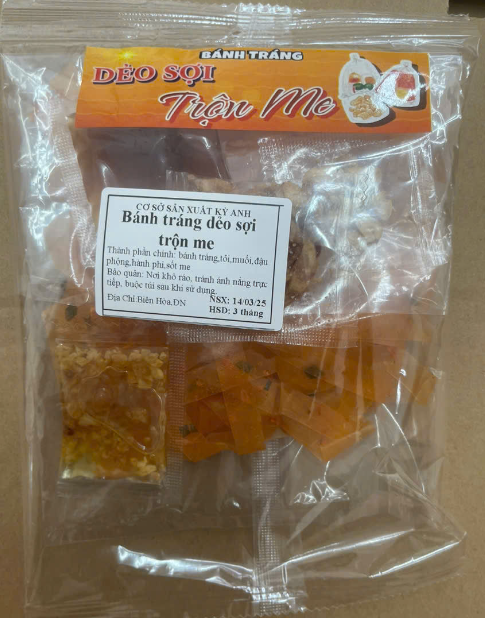 BÁNH TRÁNG
DẺO SỢI
Trộn Me
CƠ SỞ SẢN XUẤT KỲ ANH
Bánh tráng dẻo sợi
trộn me
Thành phần chính: bánh tráng,tỏi,muối,đậu
phộng,hành phi,sốt me
Bảo quản: Nơi khô ráo, tránh ánh nắng trực
tiếp, buộc túi sau khi sử dụng.
NSX: 14/03/25
Địa Chỉ:Biên Hòa,ĐN
HSD: 3 tháng